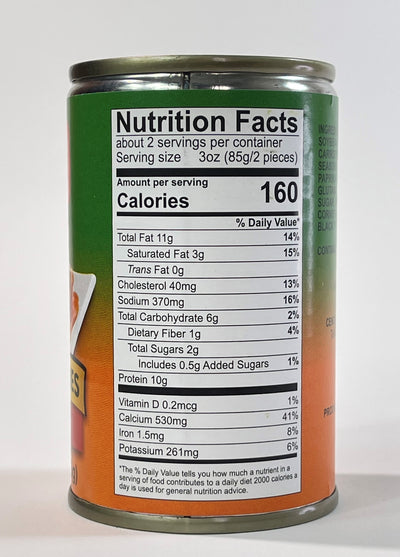 Nutrition Facts
about 2 servings per container
Serving size 3oz (85g/2 pieces)
Amount per serving
Calories 160
% Daily Value*
Total Fat 11g 14%
Saturated Fat 3g 15%
Trans Fat 0g
Cholesterol 40mg 13%
Sodium 370mg 16%
Total Carbohydrate 6g 2%
Dietary Fiber 1g 4%
Total Sugars 2g
Includes 0.5g Added Sugars 1%
Protein 10g
Vitamin D 0.2mcg 1%
Calcium 530mg 41%
Iron 1.5mg 8%
Potassium 261mg 6%
*The % Daily Value tells you how much a nutrient in a
serving of food contributes to a daily diet 2000 calories a
day is used for general nutrition advice.